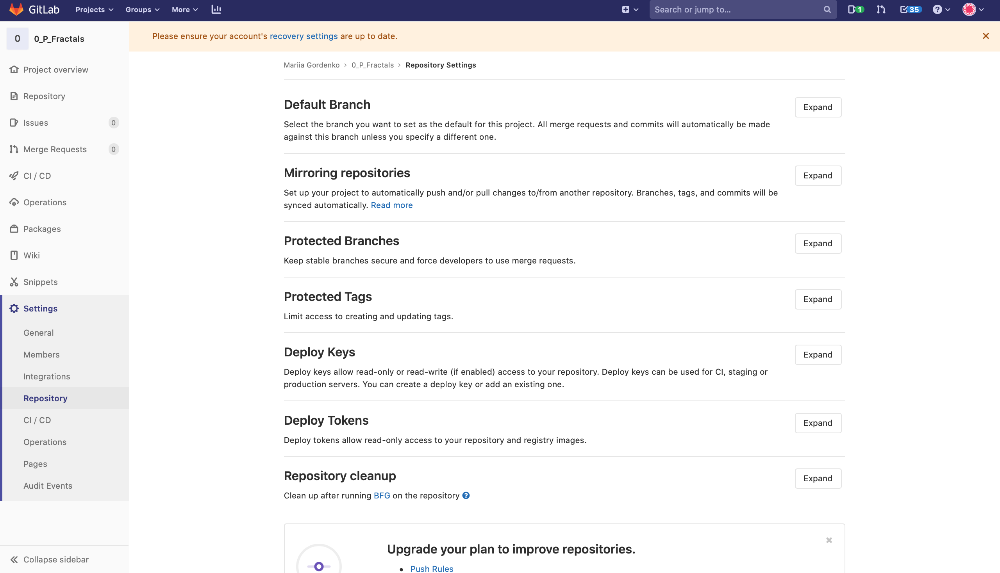 GitLab Projects Groups More Search or jump to... 1 35
0 0_P_Fractals
Project overview
Repository
Issues 0
Merge Requests 0
CI / CD
Operations
Packages
Wiki
Snippets
Settings
General
Members
Integrations
Repository
CI / CD
Operations
Pages
Audit Events
Collapse sidebar
Please ensure your account's recovery settings are up to date.
Mariia Gordenko › 0_P_Fractals › Repository Settings
Default Branch
Expand
Select the branch you want to set as the default for this project. All merge requests and commits will automatically be made
against this branch unless you specify a different one.
Mirroring repositories
Expand
Set up your project to automatically push and/or pull changes to/from another repository. Branches, tags, and commits will be
synced automatically. Read more
Protected Branches
Expand
Keep stable branches secure and force developers to use merge requests.
Protected Tags
Expand
Limit access to creating and updating tags.
Deploy Keys
Expand
Deploy keys allow read-only or read-write (if enabled) access to your repository. Deploy keys can be used for CI, staging or
production servers. You can create a deploy key or add an existing one.
Deploy Tokens
Expand
Deploy tokens allow read-only access to your repository and registry images.
Repository cleanup
Expand
Clean up after running BFG on the repository ?
Upgrade your plan to improve repositories.
• Push Rules